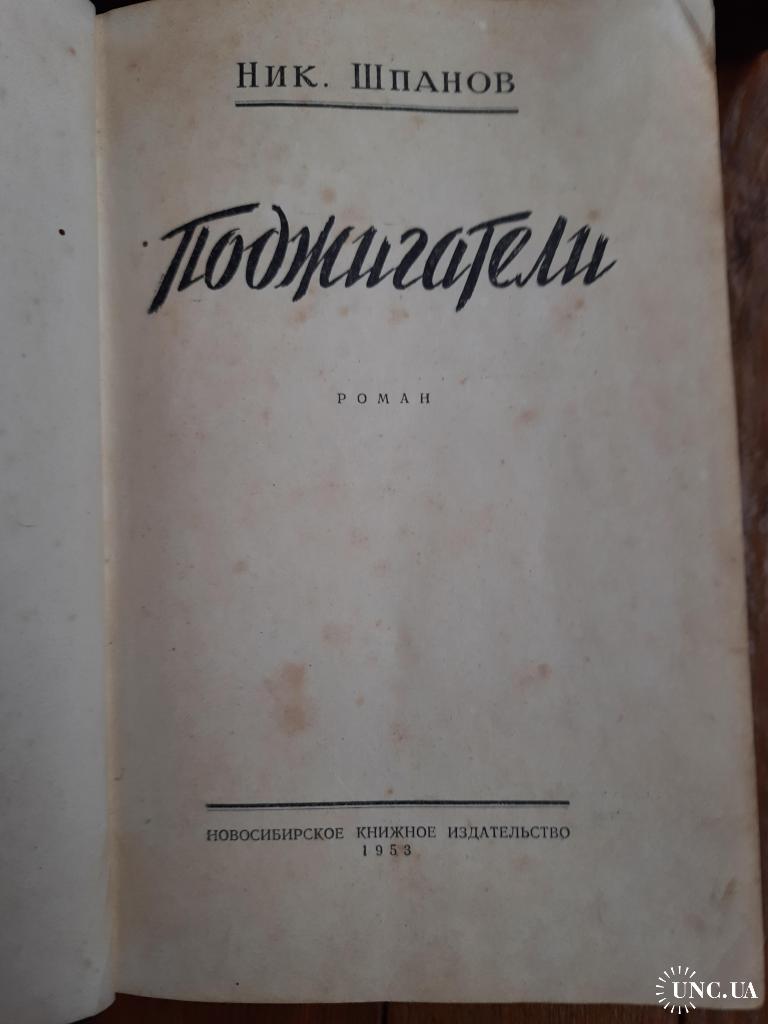 Ник. Шпанов
Поджигатели
РОМАН
НОВОСИБИРСКОЕ КНИЖНОЕ ИЗДАТЕЛЬСТВО
1953
UNC.UA